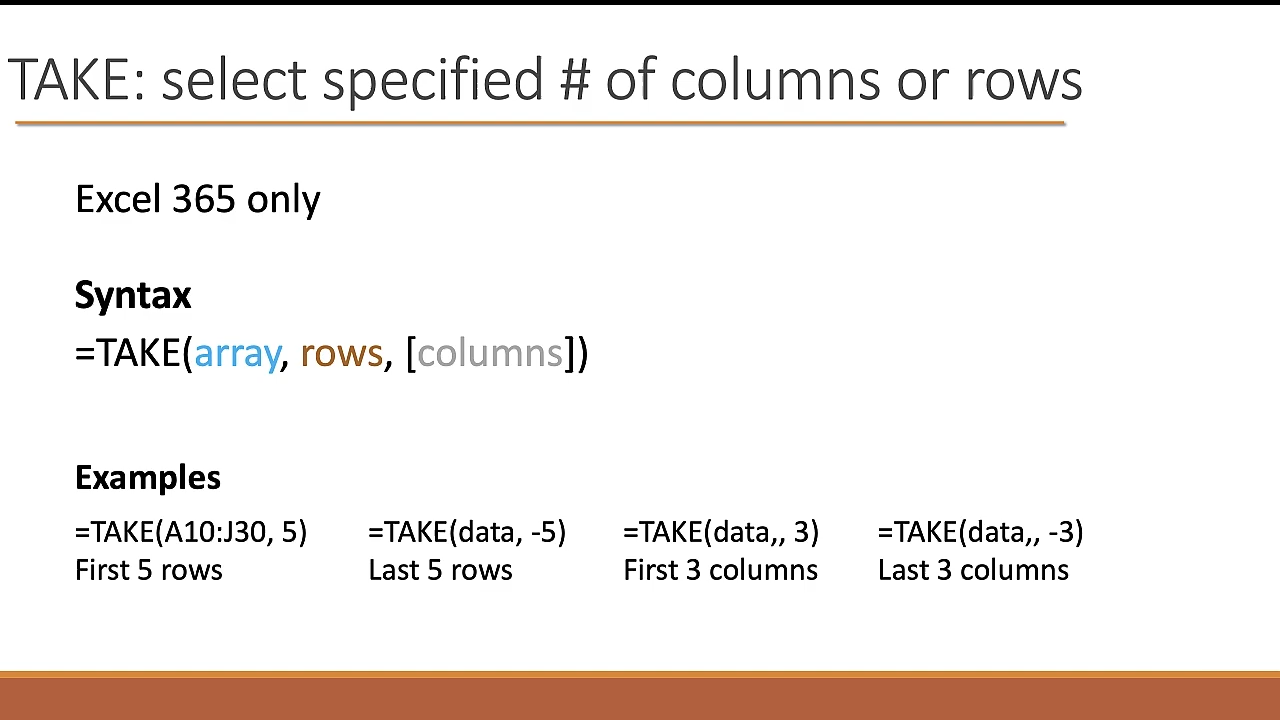 TAKE: select specified # of columns or rows
Excel 365 only
Syntax
=TAKE(array, rows, [columns])
Examples
=TAKE(A10:J30, 5)
First 5 rows
=TAKE(data, -5)
Last 5 rows
=TAKE(data,, 3)
First 3 columns
=TAKE(data,, -3)
Last 3 columns